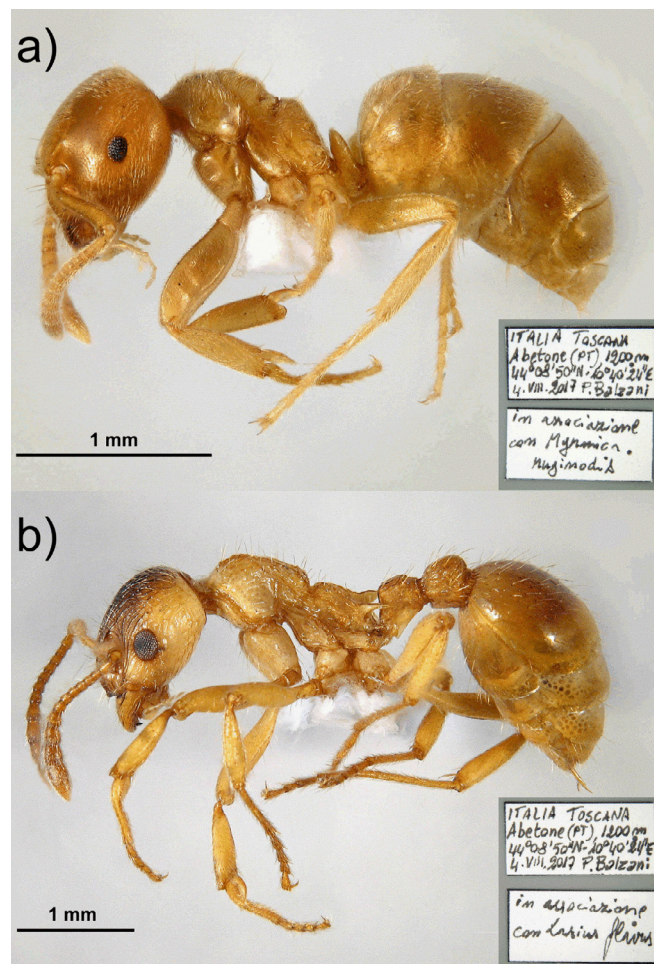 a)
1 mm
ITALIA TOSCANA
Abetone (PT) 1200 m
44°08'50"N-10°40'24"E
4.VIII.2017 P.Balzani
in associazione
con Myrmica
ruginodis
b)
1 mm
ITALIA TOSCANA
Abetone (PT) 1200 m
44°08'50"N-10°40'24"E
4.VIII.2017 P.Balzani
in associazione
con Lasius flavus